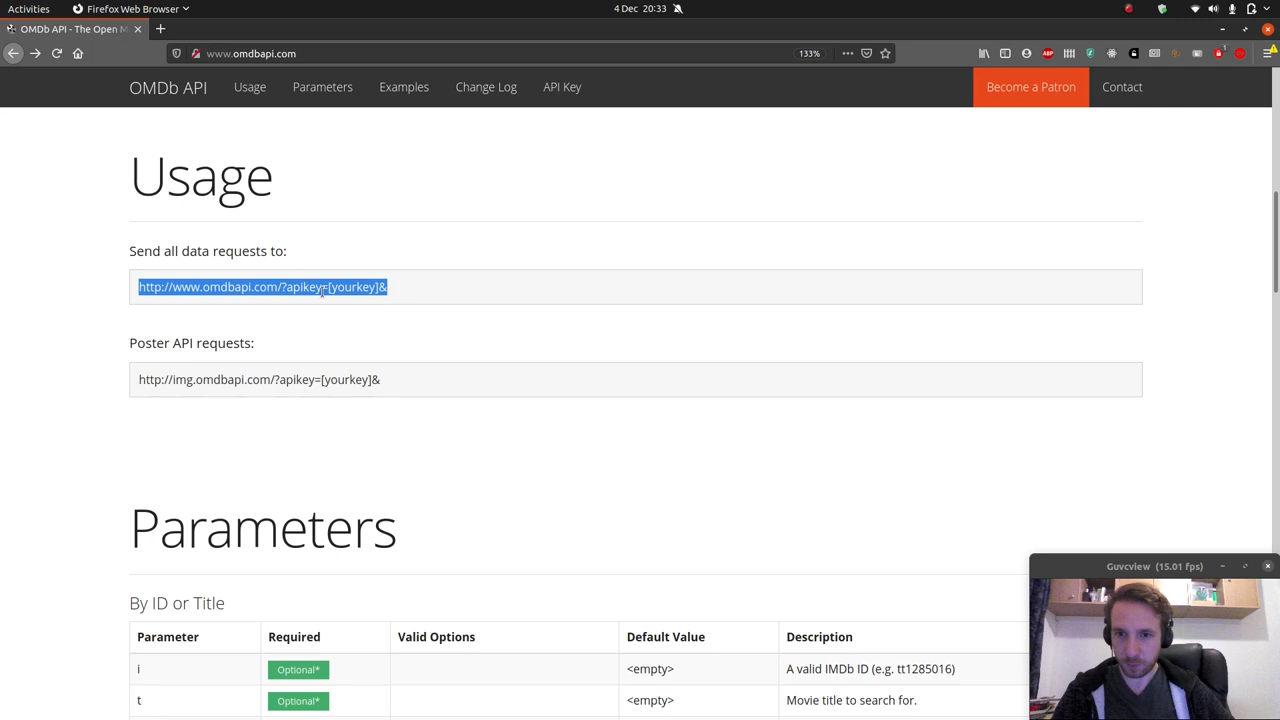 Activities
Firefox Web Browser
4 Dec 20:33
OMDb API - The Open M
www.omdbapi.com
133%
ABP
1
OMDb API
Usage
Parameters
Examples
Change Log
API Key
Become a Patron
Contact
Usage
Send all data requests to:
http://www.omdbapi.com/?apikey=[yourkey]&
Poster API requests:
http://img.omdbapi.com/?apikey=[yourkey]&
Parameters
By ID or Title
Parameter Required Valid Options Default Value Description
i Optional* <empty> A valid IMDb ID (e.g. tt1285016)
t Optional* <empty> Movie title to search for.
Guvcview (15.01 fps)